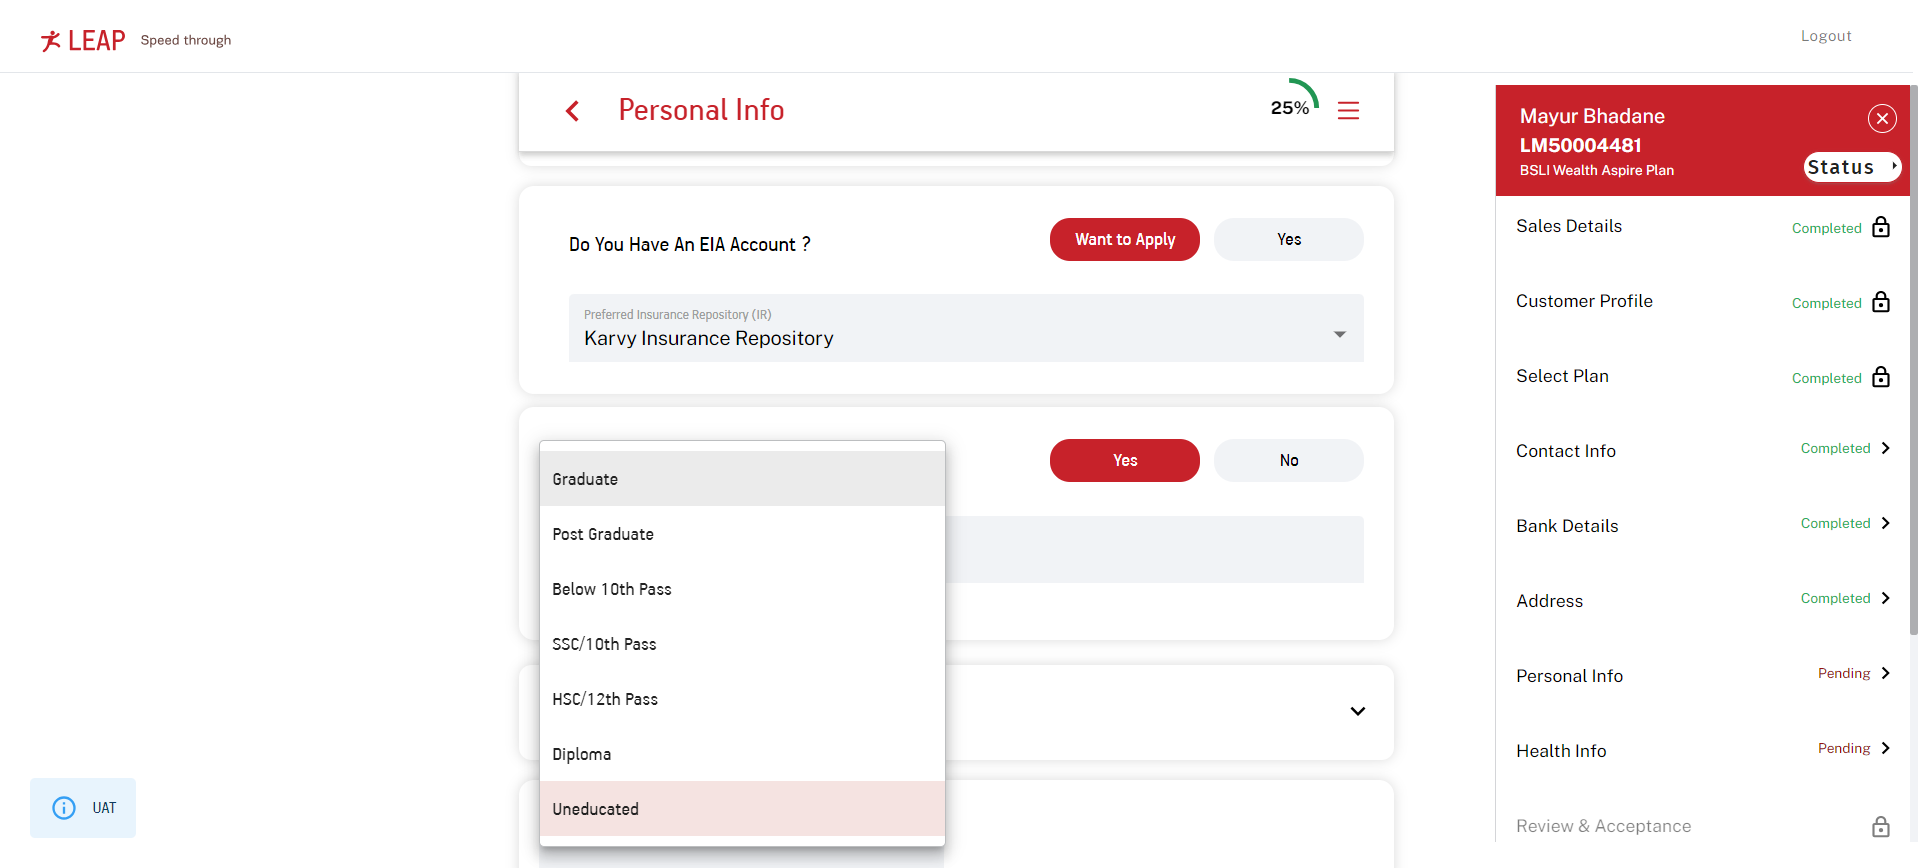 LEAP Speed through
Logout
Personal Info
25%
Do You Have An EIA Account ?
Want to Apply
Yes
Preferred Insurance Repository (IR)
Karvy Insurance Repository
Yes
No
Graduate
Post Graduate
Below 10th Pass
SSC/10th Pass
HSC/12th Pass
Diploma
Uneducated
UAT
Mayur Bhadane
LM50004481
BSLI Wealth Aspire Plan
Status
Sales Details Completed
Customer Profile Completed
Select Plan Completed
Contact Info Completed
Bank Details Completed
Address Completed
Personal Info Pending
Health Info Pending
Review & Acceptance